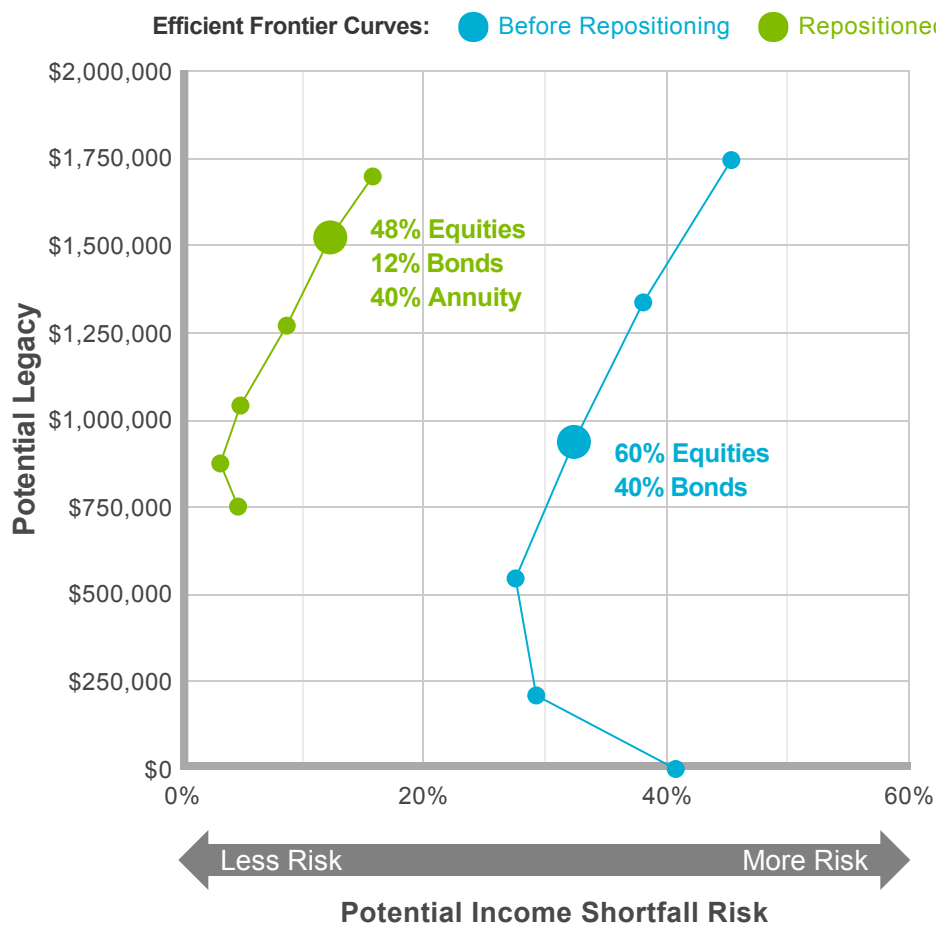 Efficient Frontier Curves: Before Repositioning Repositioned
$2,000,000
$1,750,000
$1,500,000
$1,250,000
$1,000,000
$750,000
$500,000
$250,000
$0
Potential Legacy
48% Equities
12% Bonds
40% Annuity
60% Equities
40% Bonds
0% 20% 40% 60%
Less Risk More Risk
Potential Income Shortfall Risk